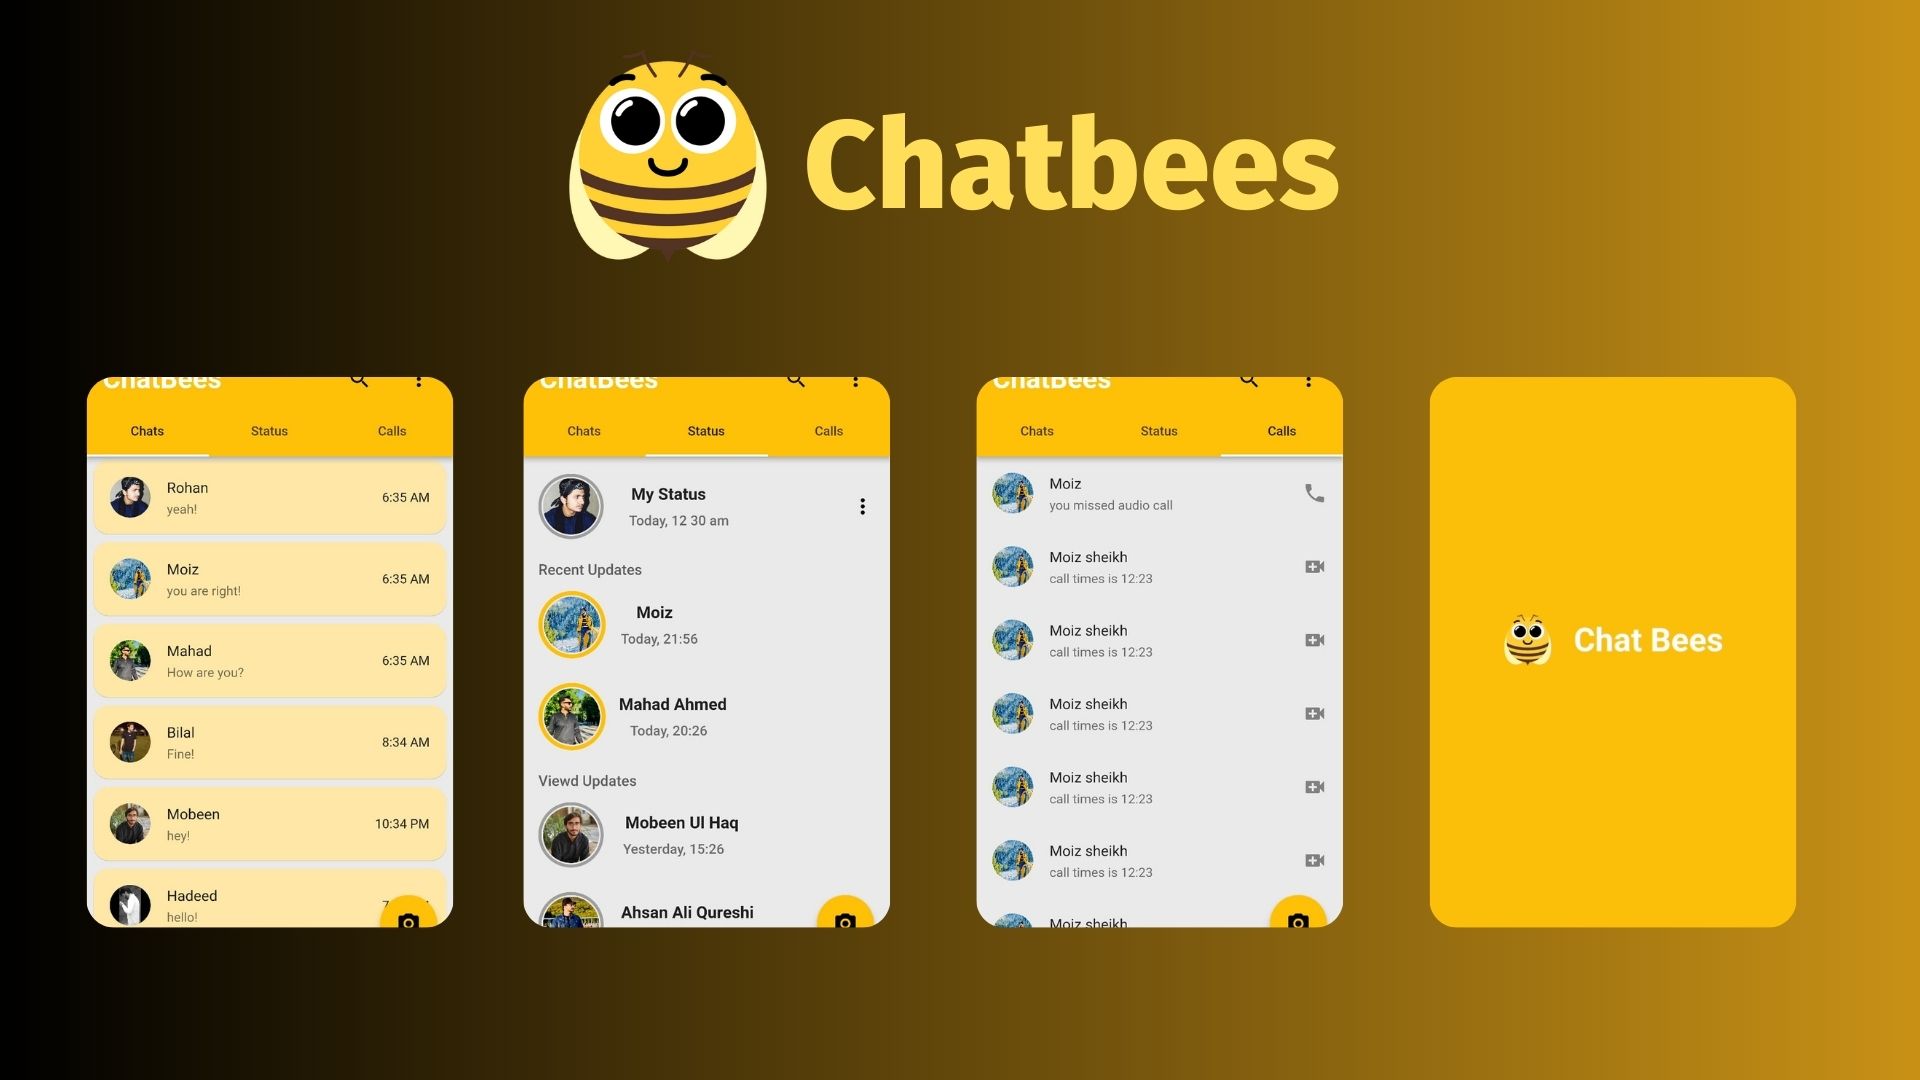 Chatbees
ChatBees
Chats Status Calls
Rohan
yeah!
6:35 AM
Moiz
you are right!
6:35 AM
Mahad
How are you?
6:35 AM
Bilal
Fine!
8:34 AM
Mobeen
hey!
10:34 PM
Hadeed
hello!
ChatBees
Chats Status Calls
My Status
Today, 12 30 am
Recent Updates
Moiz
Today, 21:56
Mahad Ahmed
Today, 20:26
Viewd Updates
Mobeen Ul Haq
Yesterday, 15:26
Ahsan Ali Qureshi
ChatBees
Chats Status Calls
Moiz
you missed audio call
Moiz sheikh
call times is 12:23
Moiz sheikh
call times is 12:23
Moiz sheikh
call times is 12:23
Moiz sheikh
call times is 12:23
Moiz sheikh
call times is 12:23
Moiz sheikh
Chat Bees